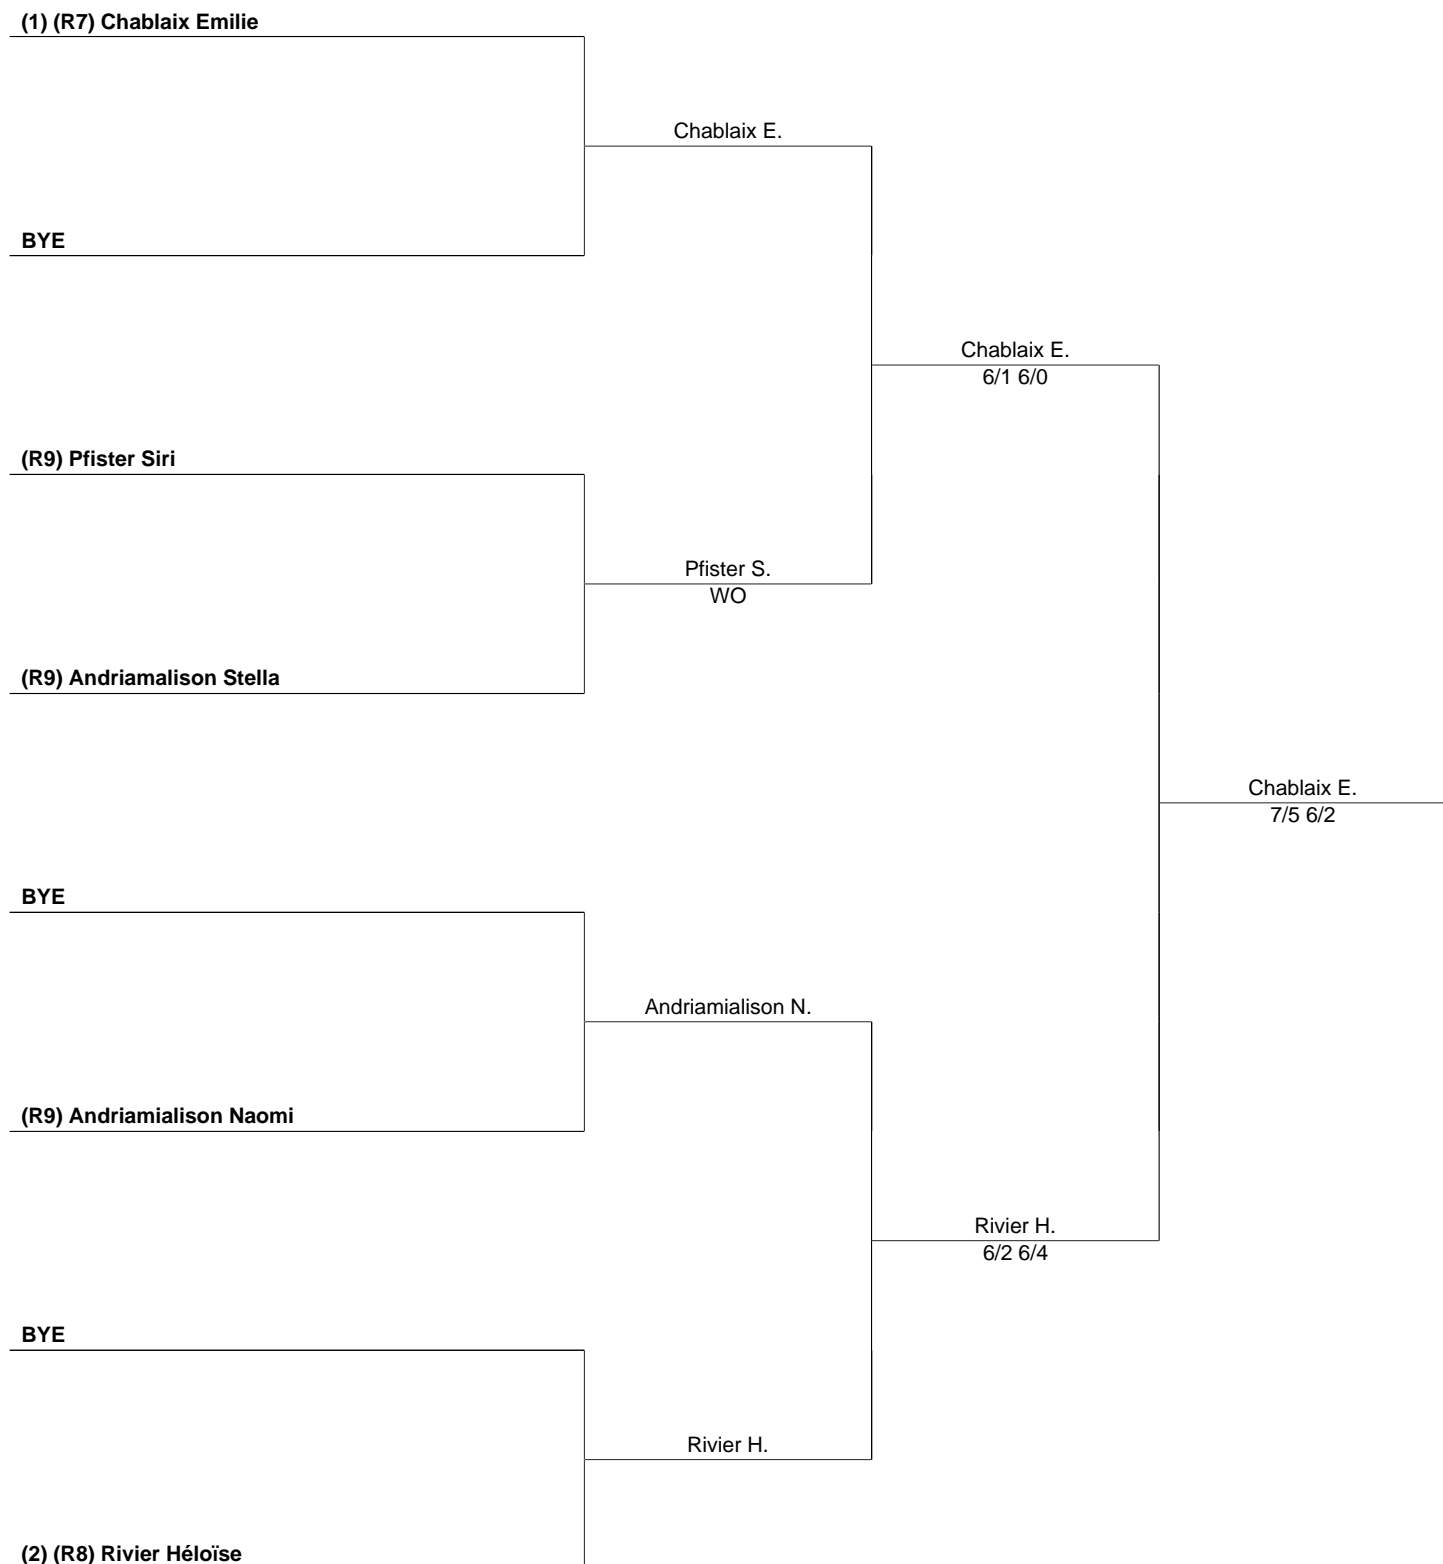 (1) (R7) Chablaix Emilie
Chablaix E.
BYE
Chablaix E.
6/1 6/0
(R9) Pfister Siri
Pfister S.
WO
(R9) Andriamalison Stella
Chablaix E.
7/5 6/2
BYE
Andriamialison N.
(R9) Andriamialison Naomi
Rivier H.
6/2 6/4
BYE
Rivier H.
(2) (R8) Rivier Héloïse